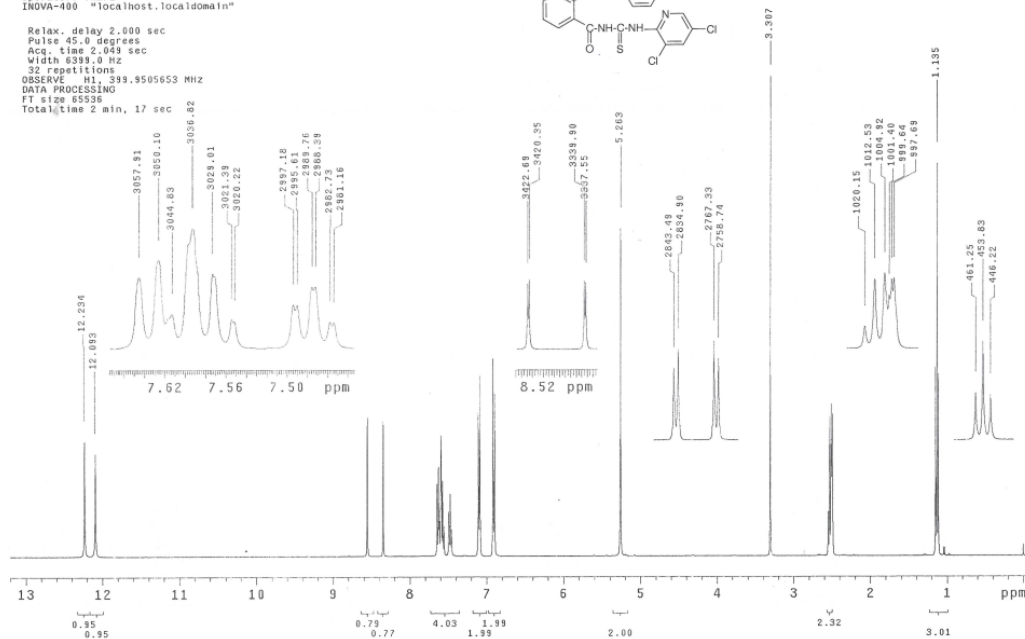 INOVA-400 "localhost.localdomain"
Relax. delay 2.000 sec
Pulse 45.0 degrees
Acq. time 2.049 sec
Width 6399.0 Hz
32 repetitions
OBSERVE H1, 399.9505653 MHz
DATA PROCESSING
FT size 65536
Total time 2 min, 17 sec
N
Cl
NH-C-NH
O
S
Cl
3057.91
3050.10
3044.83
3036.82
3029.01
3021.39
3020.22
2997.18
2995.61
2989.76
2988.39
2982.73
2981.16
3422.69
3420.35
3339.90
3337.55
5.263
2843.49
2834.90
2767.33
2758.74
3.307
1020.15
1012.53
1004.92
1001.40
999.64
997.69
1.135
461.25
453.83
446.22
12.234
12.093
7.62 7.56 7.50 ppm
8.52 ppm
13 12 11 10 9 8 7 6 5 4 3 2 1 ppm
0.95
0.95
0.79
0.77
4.03
1.99
1.99
2.00
2.32
3.01